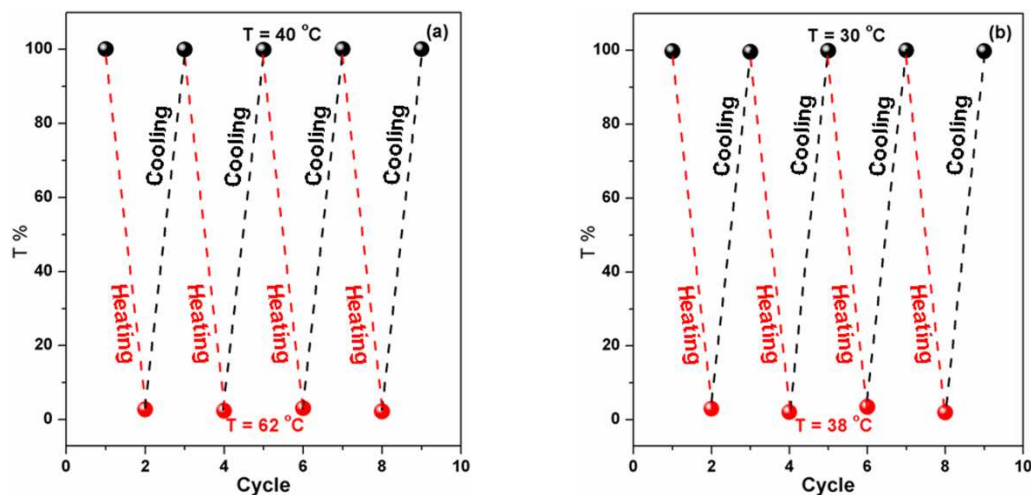 (a)
T = 40 °C
100
80
60
40
20
0
T %
Cooling
Cooling
Cooling
Cooling
Heating
Heating
Heating
Heating
T = 62 °C
0 2 4 6 8 10
Cycle
(b)
T = 30 °C
100
80
60
40
20
0
T %
Cooling
Cooling
Cooling
Cooling
Heating
Heating
Heating
Heating
T = 38 °C
0 2 4 6 8 10
Cycle